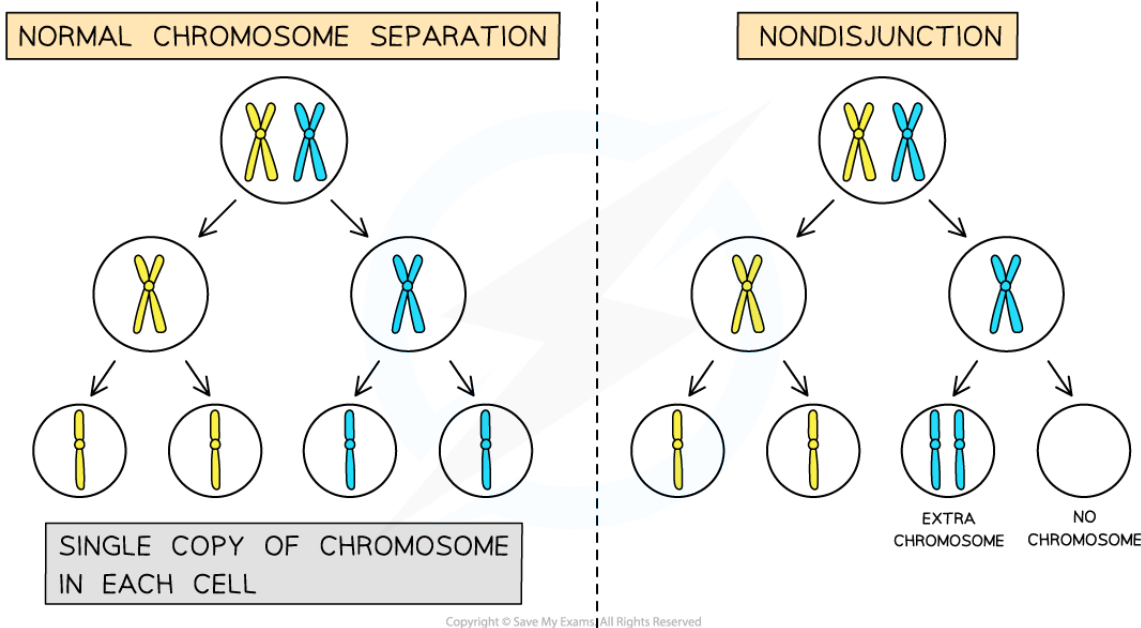 NORMAL CHROMOSOME SEPARATION
NONDISJUNCTION
SINGLE COPY OF CHROMOSOME
IN EACH CELL
EXTRA
CHROMOSOME
NO
CHROMOSOME
Copyright © Save My Exams. All Rights Reserved